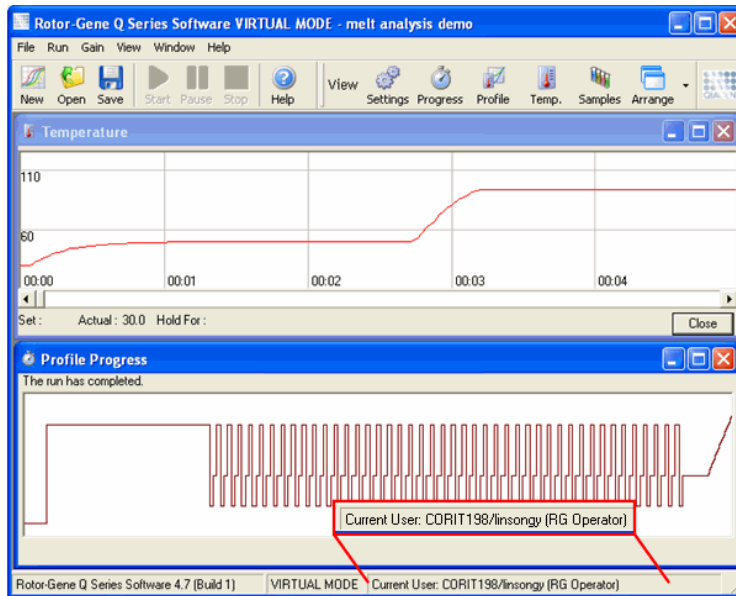 Rotor-Gene Q Series Software VIRTUAL MODE - melt analysis demo
File Run Gain View Window Help
New Open Save Start Pause Stop Help View Settings Progress Profile Temp. Samples Arrange
Temperature
110
60
00:00 00:01 00:02 00:03 00:04
Set : Actual : 30.0 Hold For : Close
Profile Progress
The run has completed.
Current User: CORIT198/linsongy (RG Operator)
Rotor-Gene Q Series Software 4.7 (Build 1) VIRTUAL MODE Current User: CORIT198/linsongy (RG Operator)